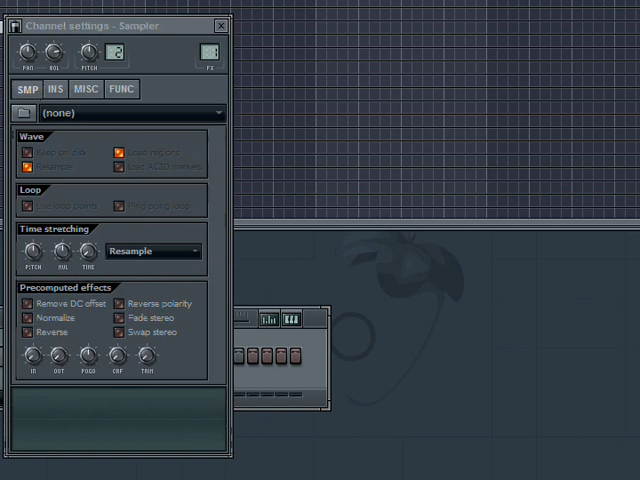 Channel settings - Sampler
PAN VOL PITCH 2 FX 1
SMP INS MISC FUNC
(none)
Wave
Keep on disk Load regions
Resample Load ACID markers
Loop
Use loop points Ping pong loop
Time stretching
PITCH MUL TIME Resample
Precomputed effects
Remove DC offset Reverse polarity
Normalize Fade stereo
Reverse Swap stereo
IN OUT POGO CRF TRIM